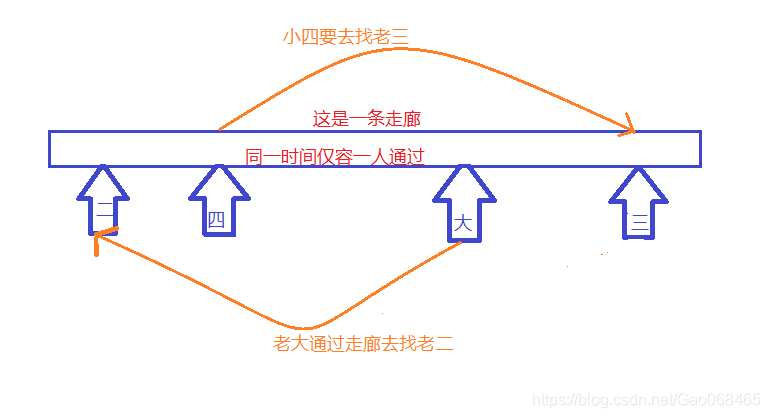 小四要去找老三
这是一条走廊
同一时间仅容一人通过
二 四 大 三
老大通过走廊去找老二
https://blog.csdn.net/Gao068465